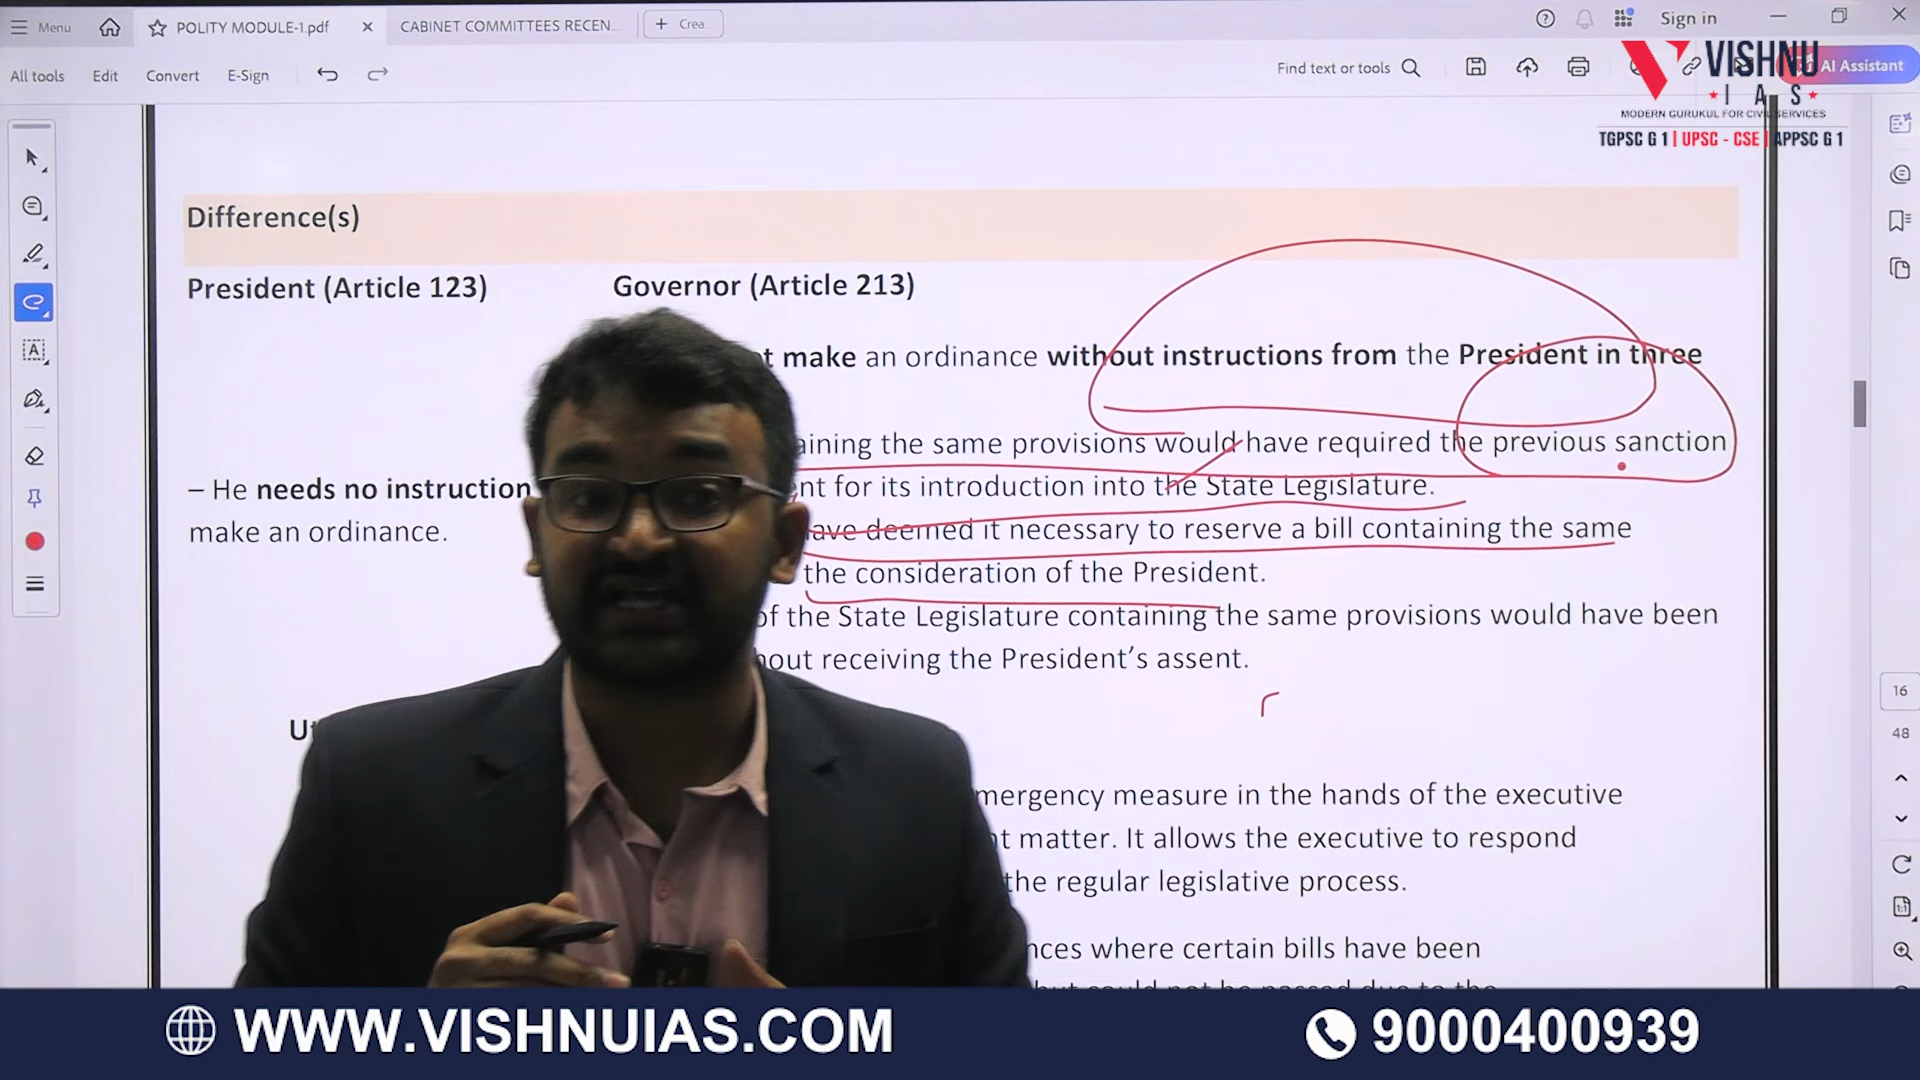 Menu
POLITY MODULE-1.pdf
CABINET COMMITTEES RECEN...
Crea
Sign in
All tools Edit Convert E-Sign
Find text or tools
AI Assistant
VISHNU
IAS
MODERN GURUKUL FOR CIVIL SERVICES
TGPSC G 1 | UPSC - CSE | APPSC G 1
Difference(s)
President (Article 123) Governor (Article 213)
make an ordinance without instructions from the President in three
the same provisions would have required the previous sanction
– He needs no instruction
for its introduction into the State Legislature.
make an ordinance.
deemed it necessary to reserve a bill containing the same
the consideration of the President.
of the State Legislature containing the same provisions would have been
receiving the President's assent.
measure in the hands of the executive
matter. It allows the executive to respond
the regular legislative process.
where certain bills have been
16
48
WWW.VISHNUIAS.COM
9000400939